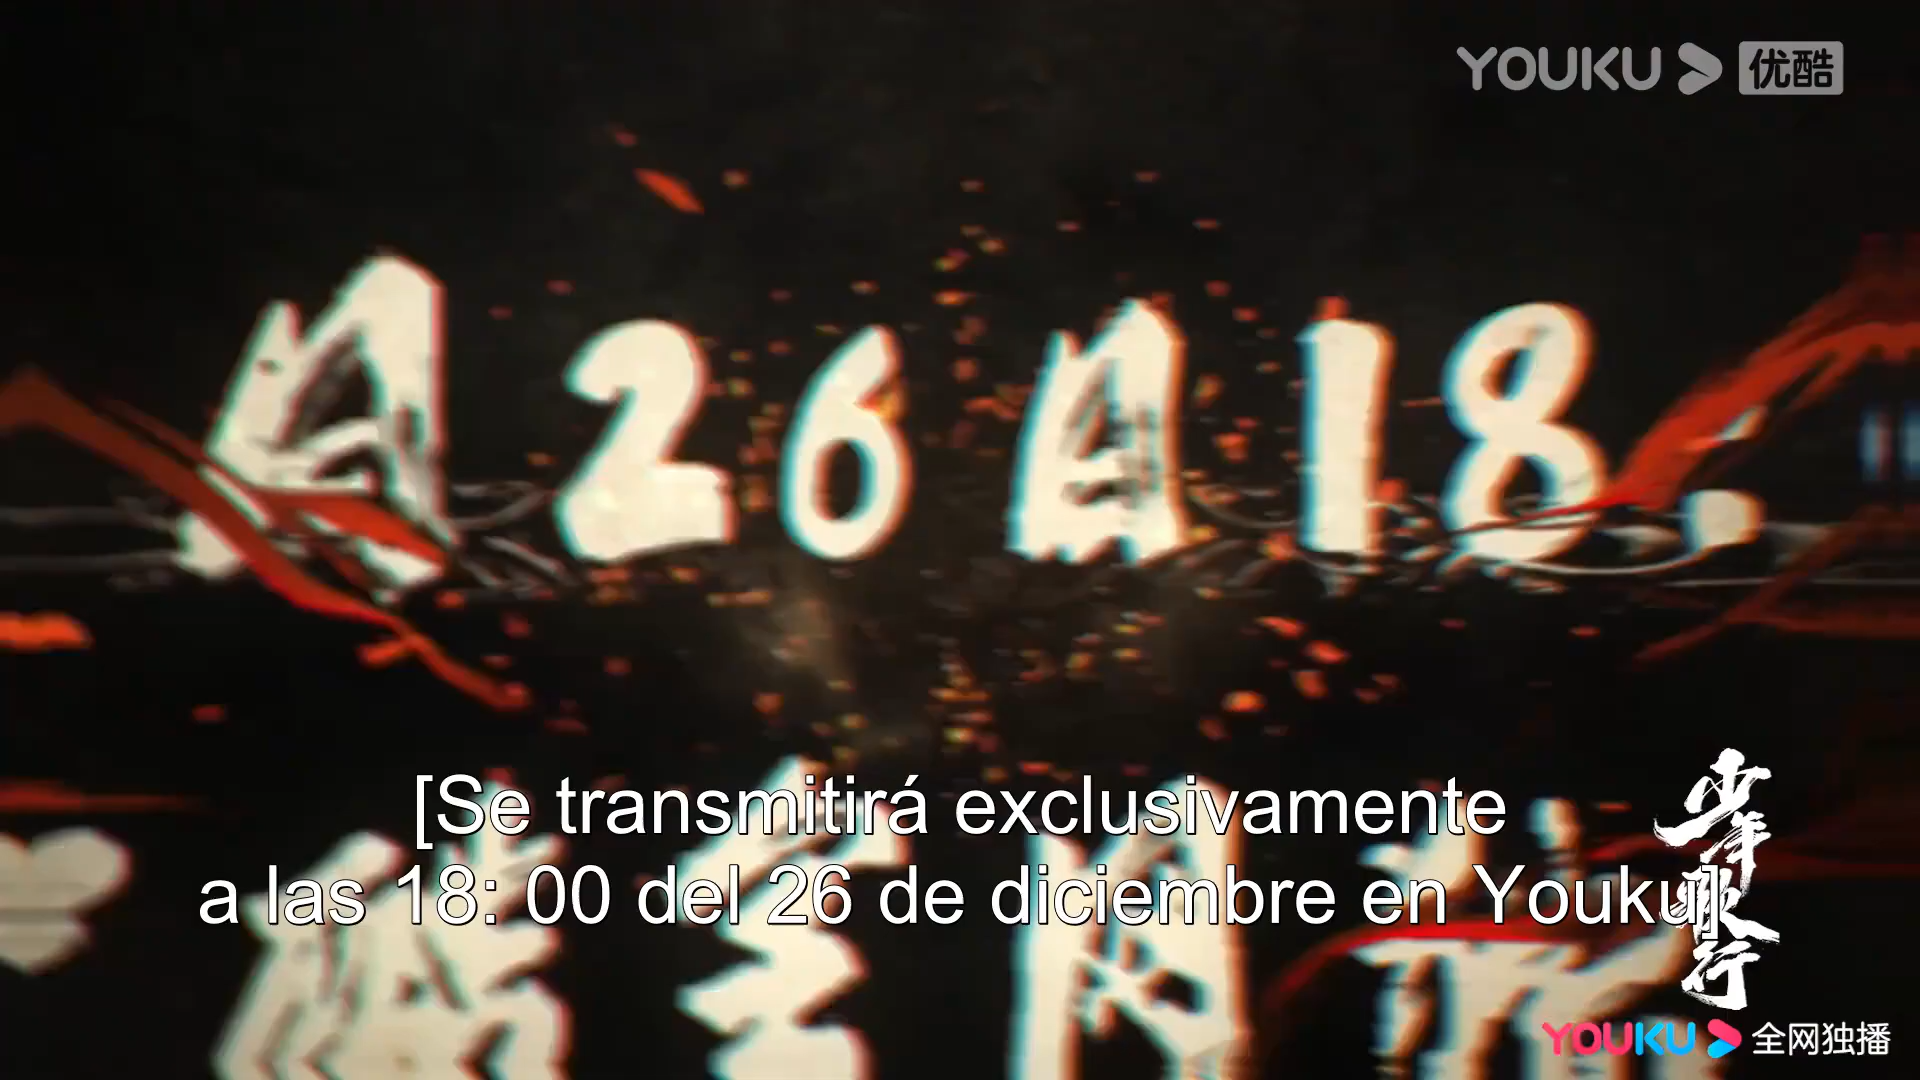 YOUKU 优酷
月26日18:
[Se transmitirá exclusivamente
a las 18: 00 del 26 de diciembre en Youku
少年歌行
YOUKU 全网独播